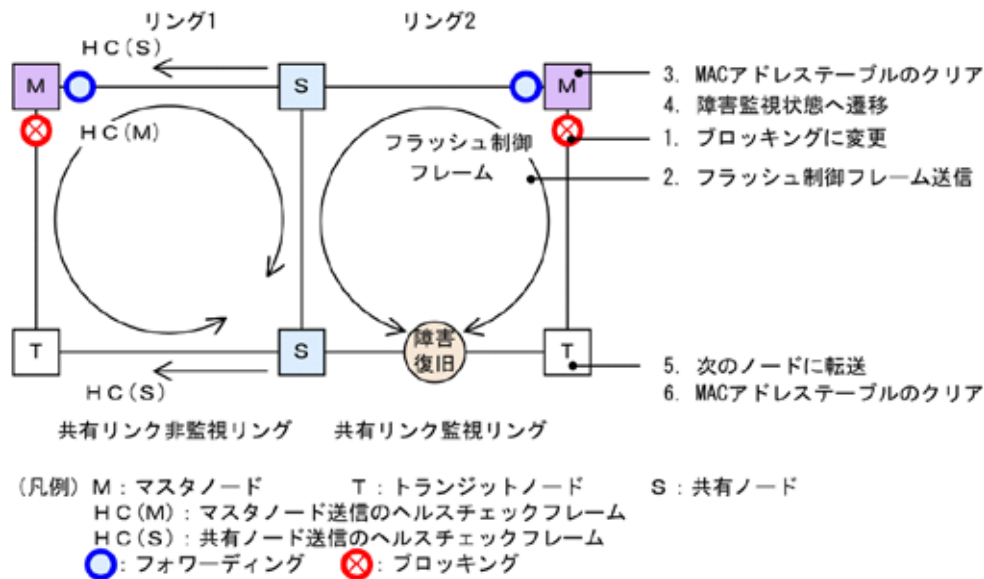 リング1 リング2
HC(S)
M S M
3. MACアドレステーブルのクリア
4. 障害監視状態へ遷移
HC(M)
フラッシュ制御
フレーム
1. ブロッキングに変更
2. フラッシュ制御フレーム送信
T S 障害 T
復旧
5. 次のノードに転送
6. MACアドレステーブルのクリア
HC(S)
共有リンク非監視リング 共有リンク監視リング
(凡例) M:マスタノード T:トランジットノード S:共有ノード
HC(M):マスタノード送信のヘルスチェックフレーム
HC(S):共有ノード送信のヘルスチェックフレーム
:フォワーディング :ブロッキング